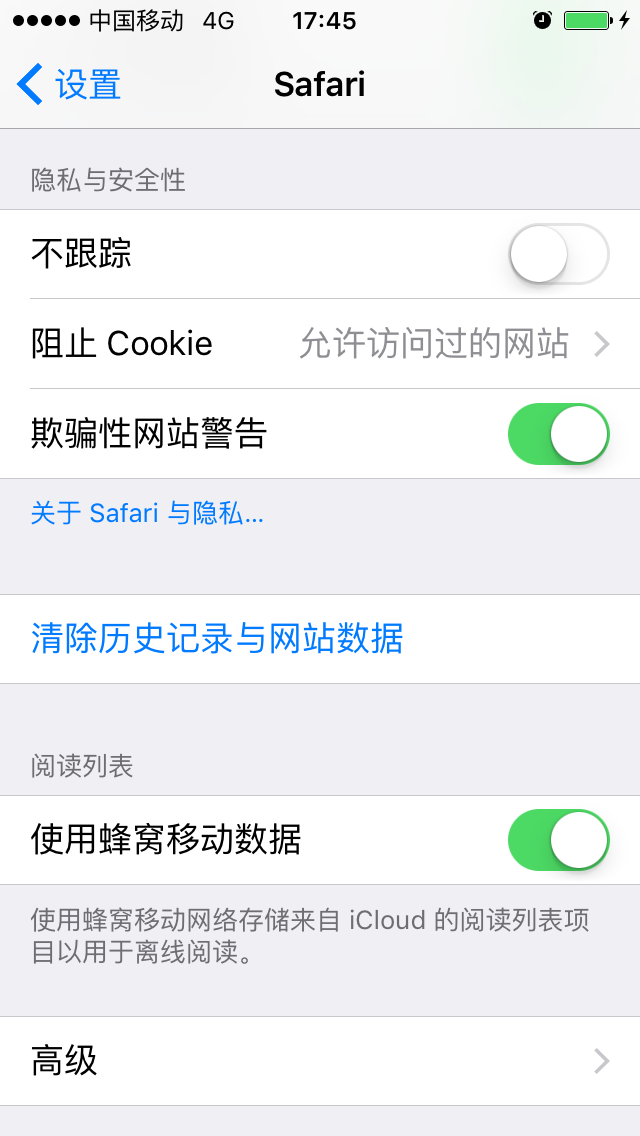 中国移动 4G 17:45
设置 Safari
隐私与安全性
不跟踪
阻止 Cookie 允许访问过的网站
欺骗性网站警告
关于 Safari 与隐私...
清除历史记录与网站数据
阅读列表
使用蜂窝移动数据
使用蜂窝移动网络存储来自 iCloud 的阅读列表项
目以用于离线阅读。
高级